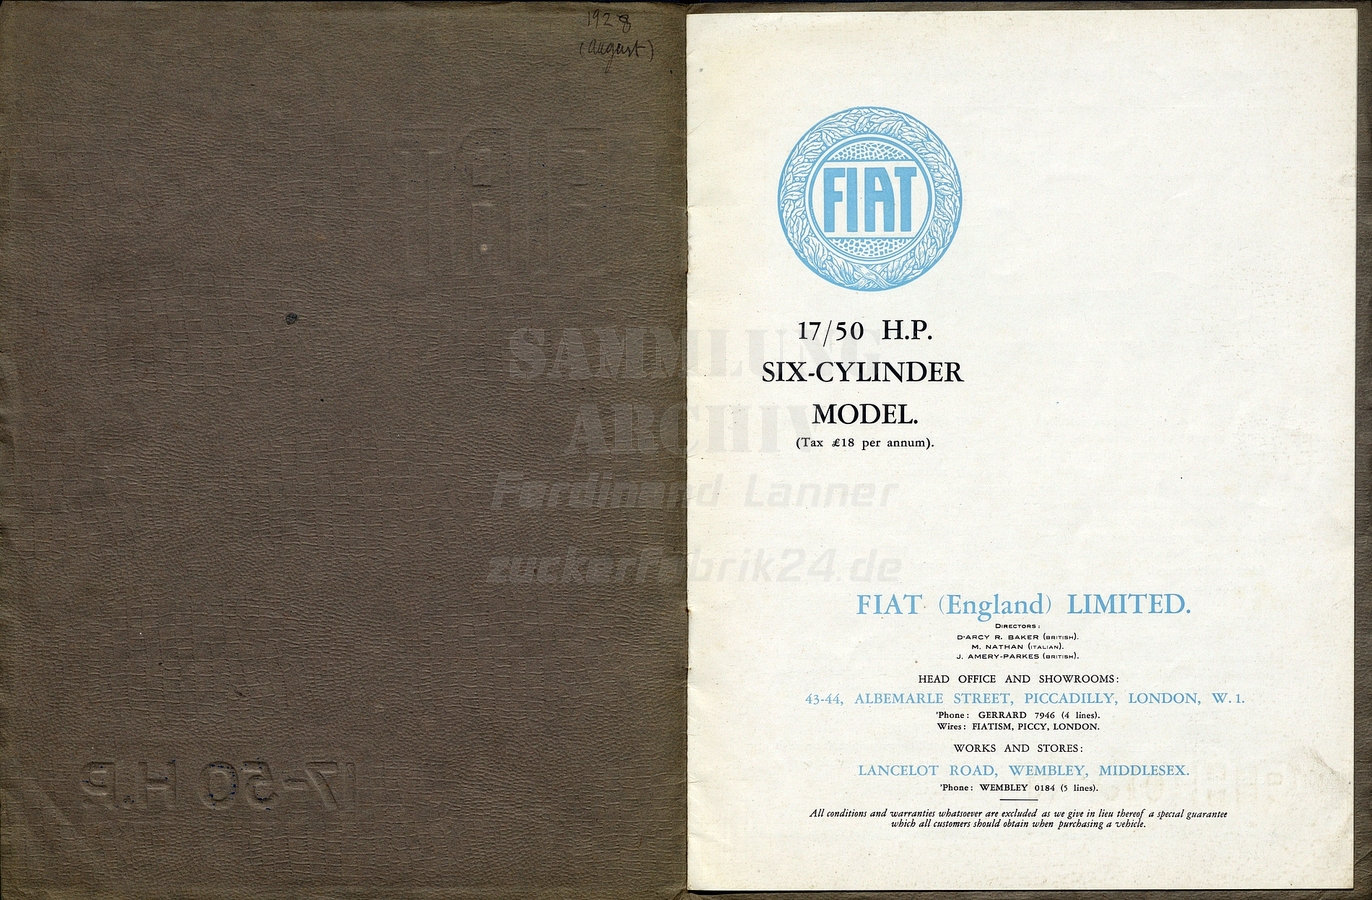 1928
(august)
FIAT
17-50 H.P.
FIAT
17/50 H.P.
SIX-CYLINDER
MODEL.
(Tax £18 per annum).
SAMMLUNG
ARCHIV
Ferdinand Lanner
zuckerfabrik24.de
FIAT (England) LIMITED.
DIRECTORS:
D'ARCY R. BAKER (BRITISH).
M. NATHAN (ITALIAN).
J. AMERY-PARKES (BRITISH).
HEAD OFFICE AND SHOWROOMS:
43-44, ALBEMARLE STREET, PICCADILLY, LONDON, W. 1.
'Phone: GERRARD 7946 (4 lines).
Wires: FIATISM, PICCY, LONDON.
WORKS AND STORES:
LANCELOT ROAD, WEMBLEY, MIDDLESEX.
'Phone: WEMBLEY 0184 (5 lines).
All conditions and warranties whatsoever are excluded as we give in lieu thereof a special guarantee
which all customers should obtain when purchasing a vehicle.